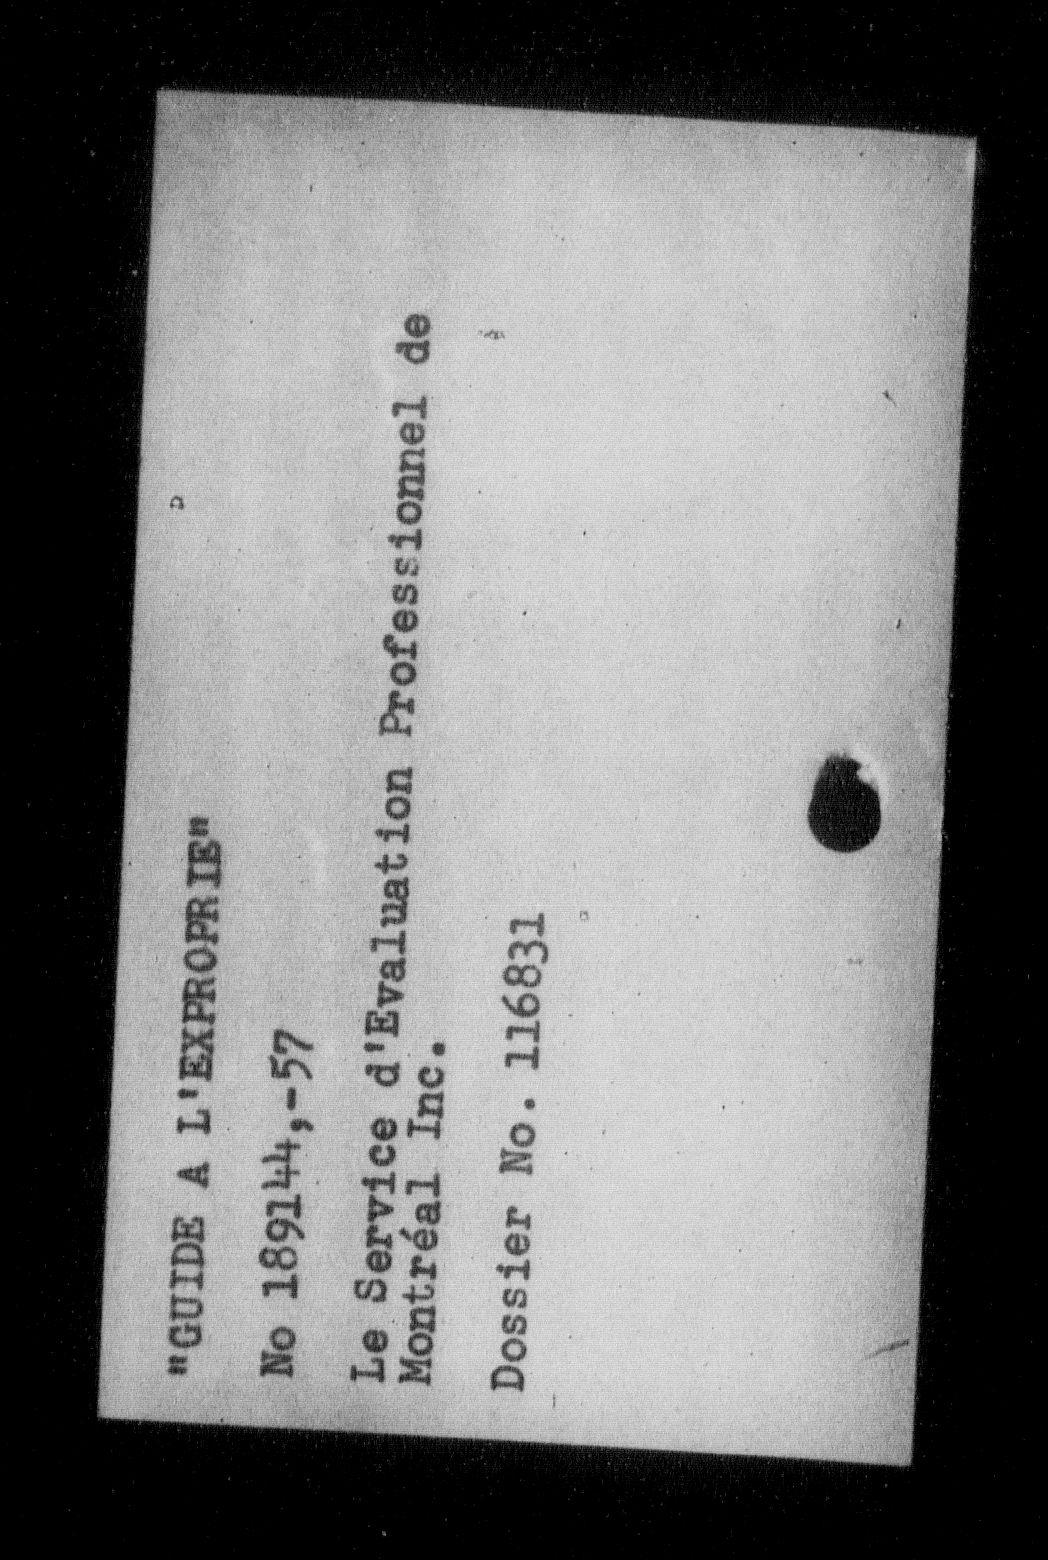 "GUIDE A L'EXPROPRIE"
No 189144,-57
Le Service d'Evaluation Professionnel de
Montréal Inc.
Dossier No. 116831